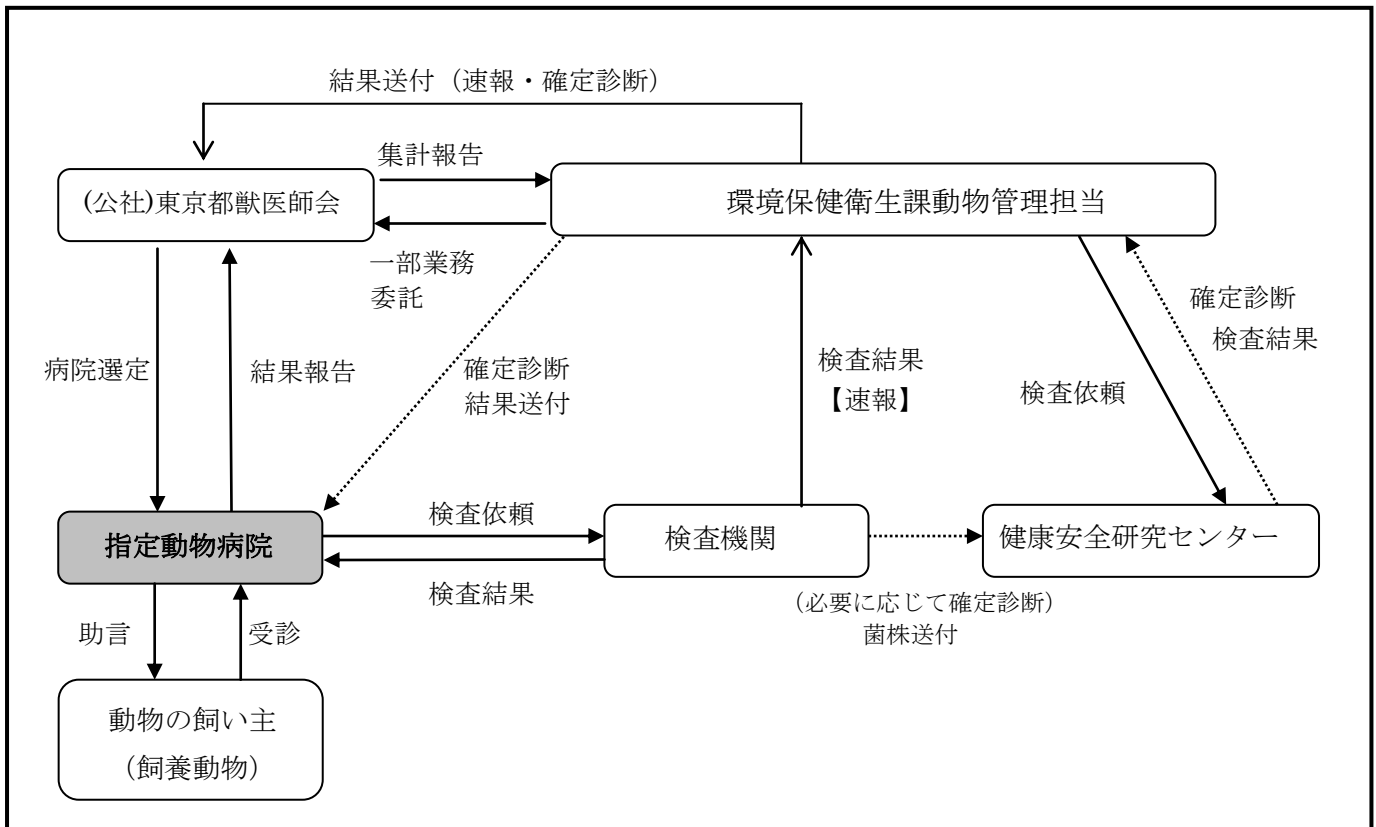 結果送付（速報・確定診断）
集計報告
(公社)東京都獣医師会
環境保健衛生課動物管理担当
一部業務
委託
確定診断
検査結果
病院選定
結果報告
確定診断
結果送付
検査結果
【速報】
検査依頼
指定動物病院
検査依頼
検査機関
健康安全研究センター
検査結果
（必要に応じて確定診断）
菌株送付
助言
受診
動物の飼い主
（飼養動物）